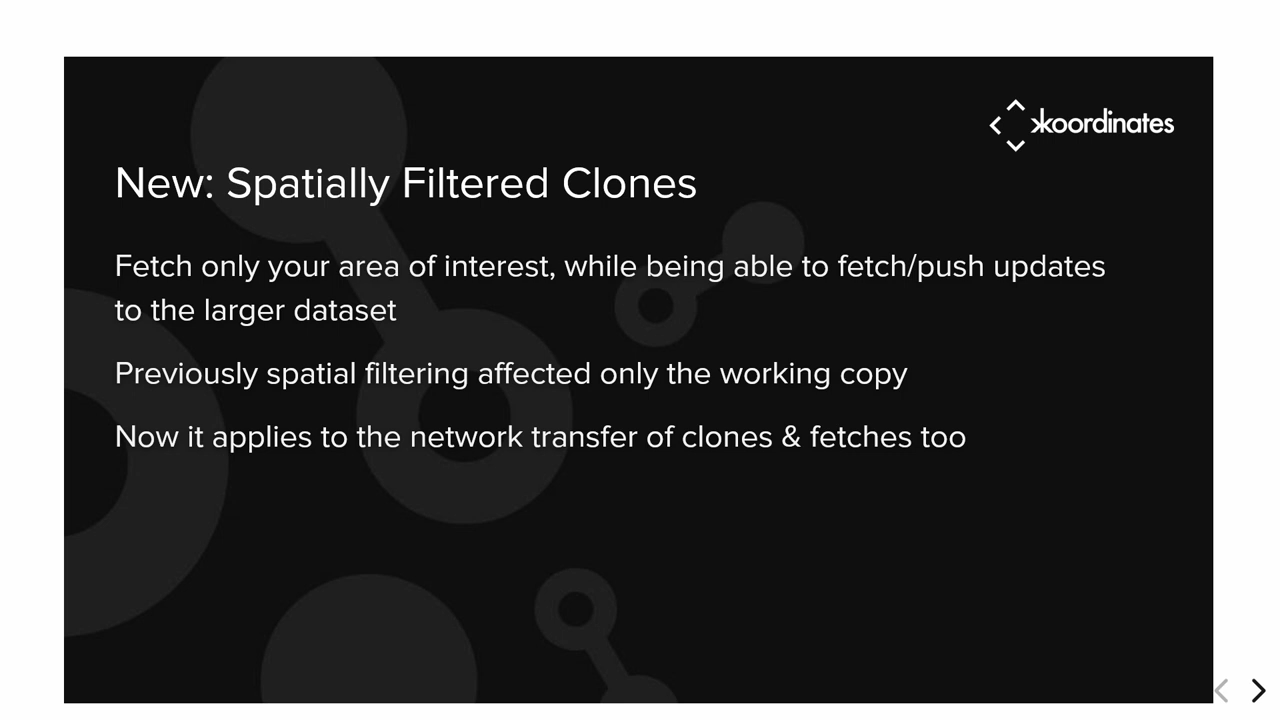 koordinates
New: Spatially Filtered Clones
Fetch only your area of interest, while being able to fetch/push updates
to the larger dataset
Previously spatial filtering affected only the working copy
Now it applies to the network transfer of clones & fetches too